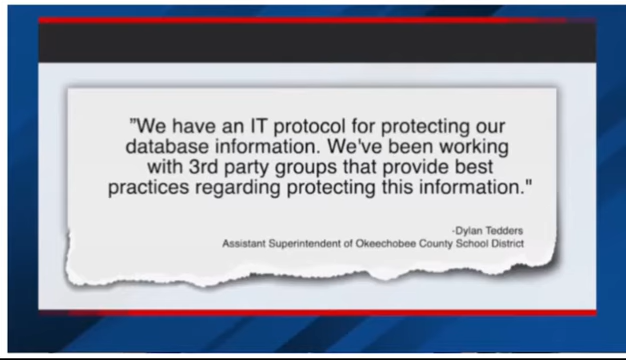 "We have an IT protocol for protecting our
database information. We've been working
with 3rd party groups that provide best
practices regarding protecting this information."
-Dylan Tedders
Assistant Superintendent of Okeechobee County School District